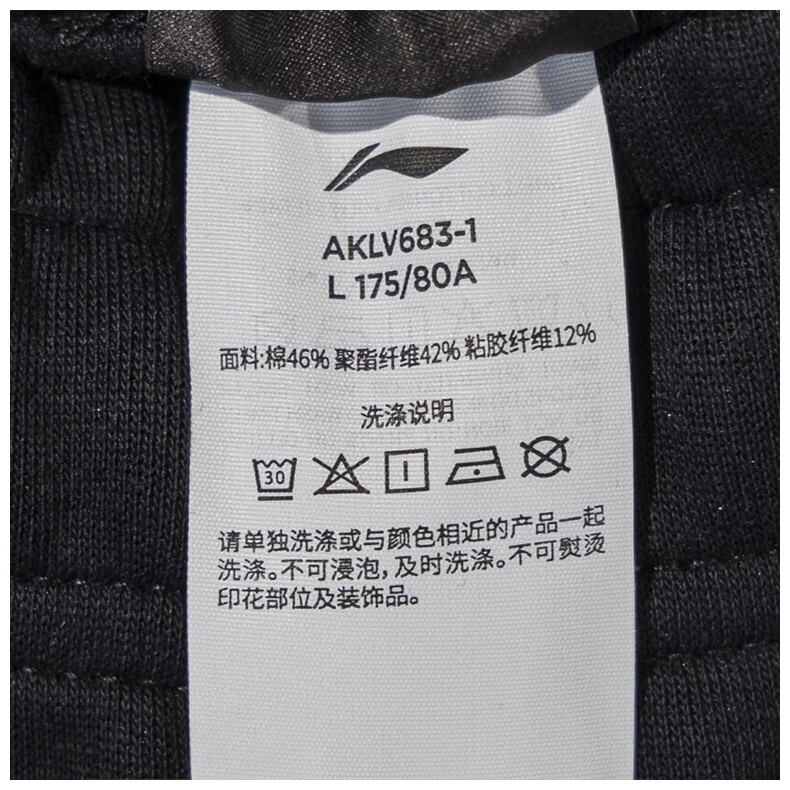 AKLV683-1
L 175/80A
面料:棉46% 聚酯纤维42% 粘胶纤维12%
洗涤说明
30
请单独洗涤或与颜色相近的产品一起
洗涤。不可浸泡,及时洗涤。不可熨烫
印花部位及装饰品。